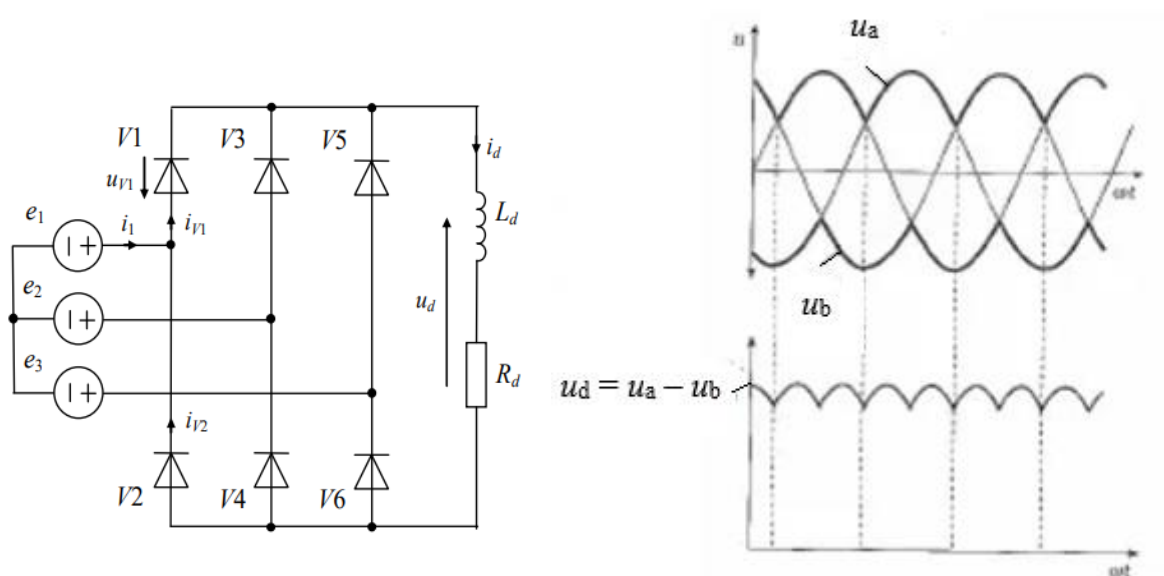 V1 V3 V5
u_V1
i_d
e_1 i_1 i_V1
L_d
e_2
u_d
e_3
R_d
i_V2
V2 V4 V6
u
u_a
ωt
u_b
u_d = u_a − u_b
ωt